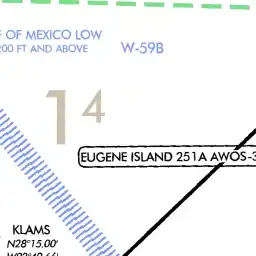 OF MEXICO LOW
200 FT AND ABOVE
W-59B
14
EUGENE ISLAND 251A AWOS-3
KLAMS
N28°15.00'